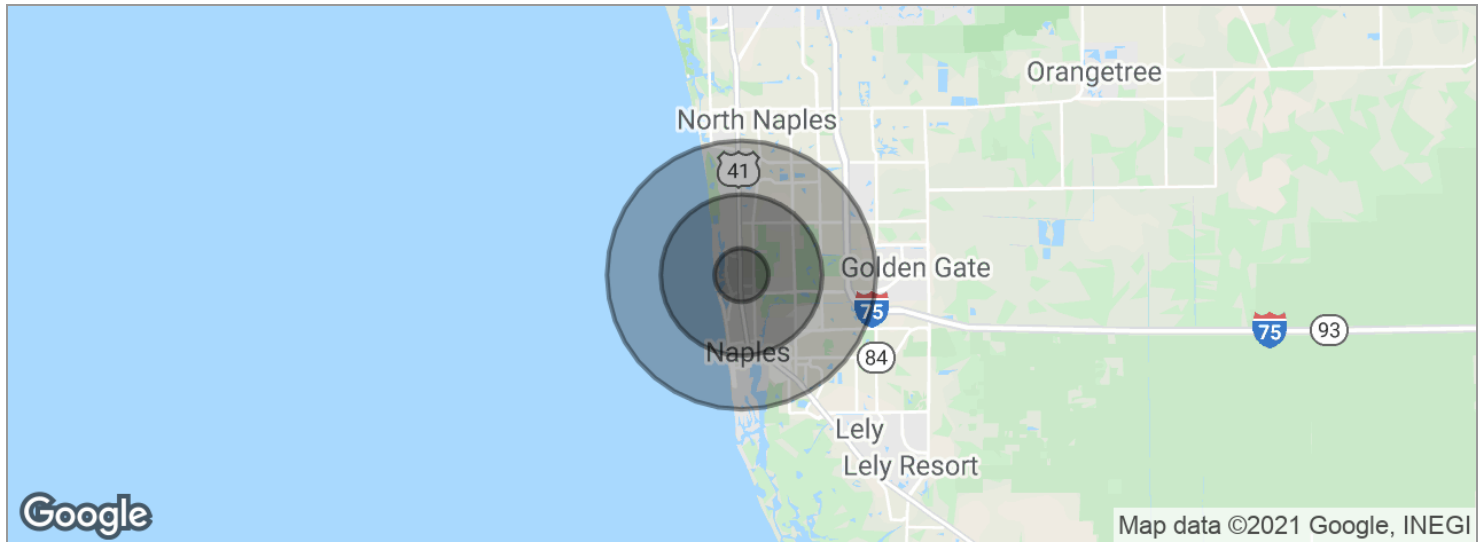 Orangetree
North Naples
41
Golden Gate
75
75
93
Naples
84
Lely
Lely Resort
Google
Map data ©2021 Google, INEGI